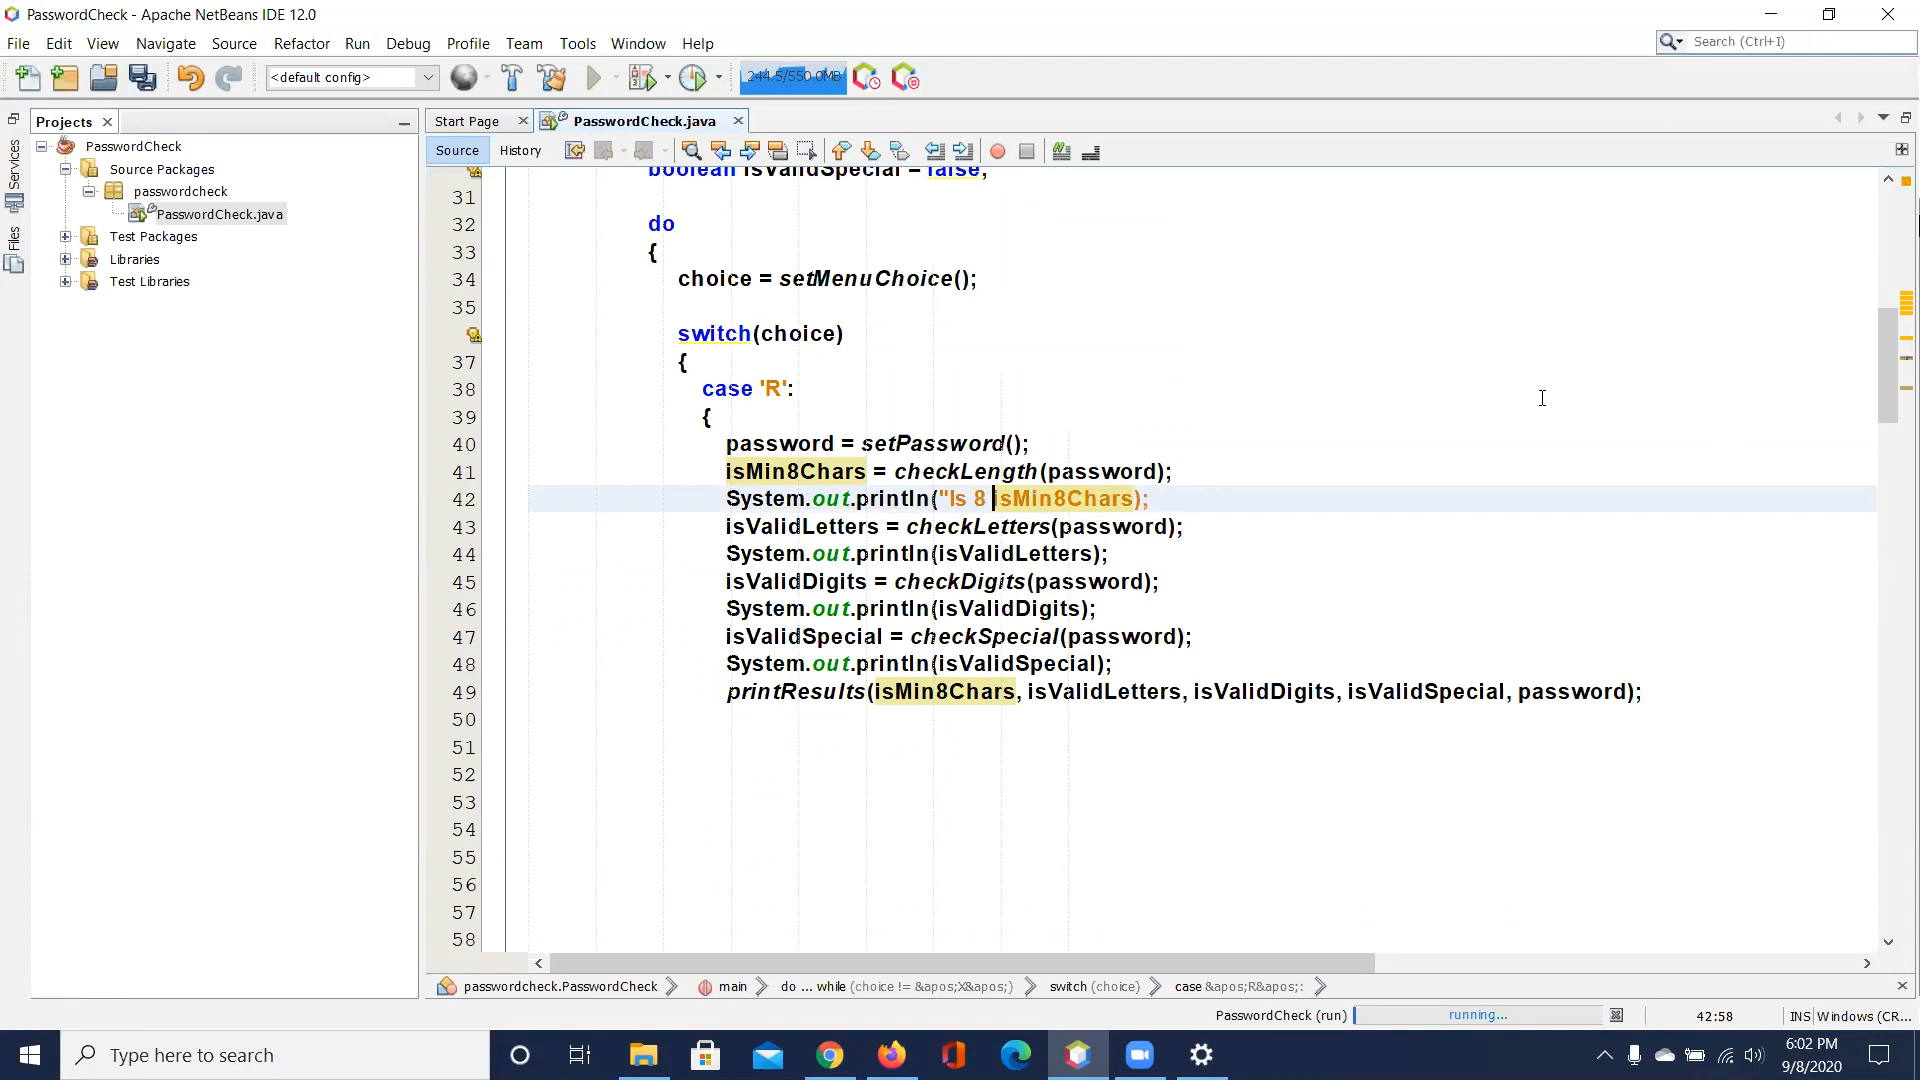 PasswordCheck - Apache NetBeans IDE 12.0
File Edit View Navigate Source Refactor Run Debug Profile Team Tools Window Help
Search (Ctrl+I)
<default config>
244.5/550.0MB
Projects
Start Page
PasswordCheck.java
Services
Files
PasswordCheck
Source Packages
passwordcheck
PasswordCheck.java
Test Packages
Libraries
Test Libraries
Source History
boolean isValidSpecial = false;
31
32 do
33 {
34 choice = setMenuChoice();
35
switch(choice)
37 {
38 case 'R':
39 {
40 password = setPassword();
41 isMin8Chars = checkLength(password);
42 System.out.println("Is 8 isMin8Chars);
43 isValidLetters = checkLetters(password);
44 System.out.println(isValidLetters);
45 isValidDigits = checkDigits(password);
46 System.out.println(isValidDigits);
47 isValidSpecial = checkSpecial(password);
48 System.out.println(isValidSpecial);
49 printResults(isMin8Chars, isValidLetters, isValidDigits, isValidSpecial, password);
50
51
52
53
54
55
56
57
58
passwordcheck.PasswordCheck main do ... while (choice != &apos;X&apos;) switch (choice) case &apos;R&apos;:
PasswordCheck (run) running... 42:58 INS Windows (CR...
Type here to search
6:02 PM
9/8/2020